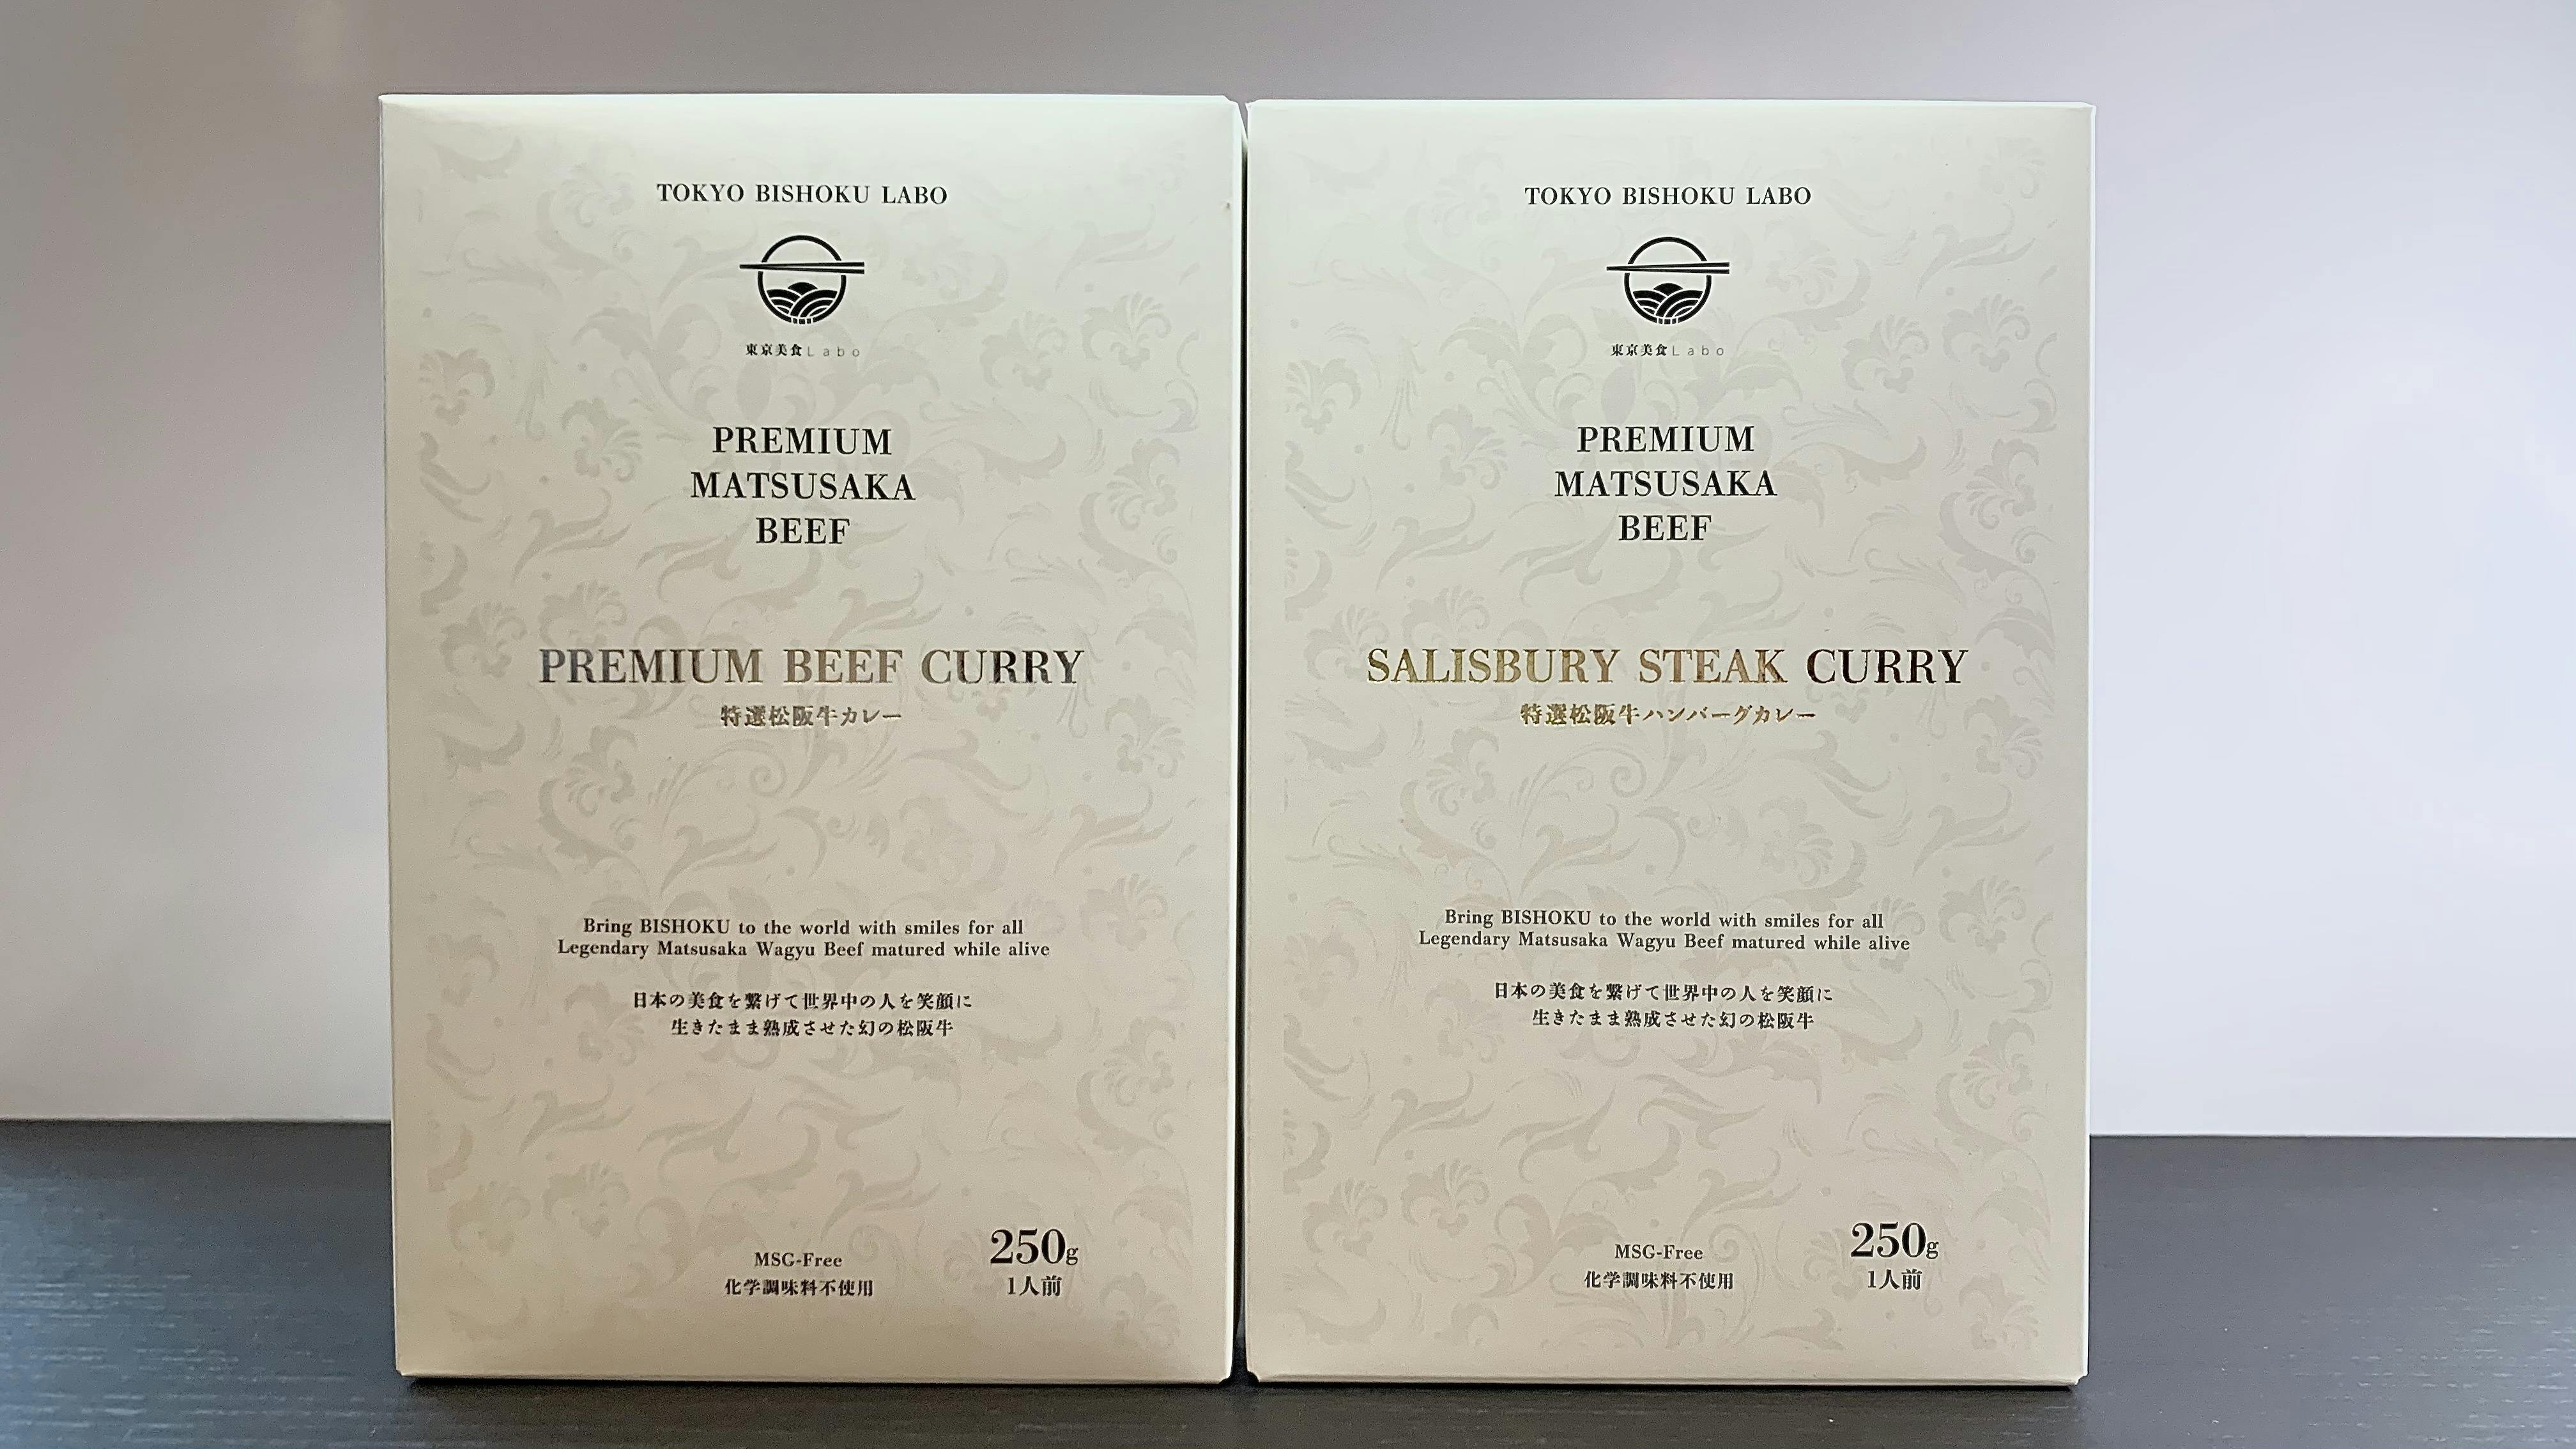 TOKYO BISHOKU LABO
東京美食Labo
PREMIUM
MATSUSAKA
BEEF
PREMIUM BEEF CURRY
特選松阪牛カレー
Bring BISHOKU to the world with smiles for all
Legendary Matsusaka Wagyu Beef matured while alive
日本の美食を繋げて世界中の人を笑顔に
生きたまま熟成させた幻の松阪牛
MSG-Free
化学調味料不使用
250g
1人前
TOKYO BISHOKU LABO
東京美食Labo
PREMIUM
MATSUSAKA
BEEF
SALISBURY STEAK CURRY
特選松阪牛ハンバーグカレー
Bring BISHOKU to the world with smiles for all
Legendary Matsusaka Wagyu Beef matured while alive
日本の美食を繋げて世界中の人を笑顔に
生きたまま熟成させた幻の松阪牛
MSG-Free
化学調味料不使用
250g
1人前